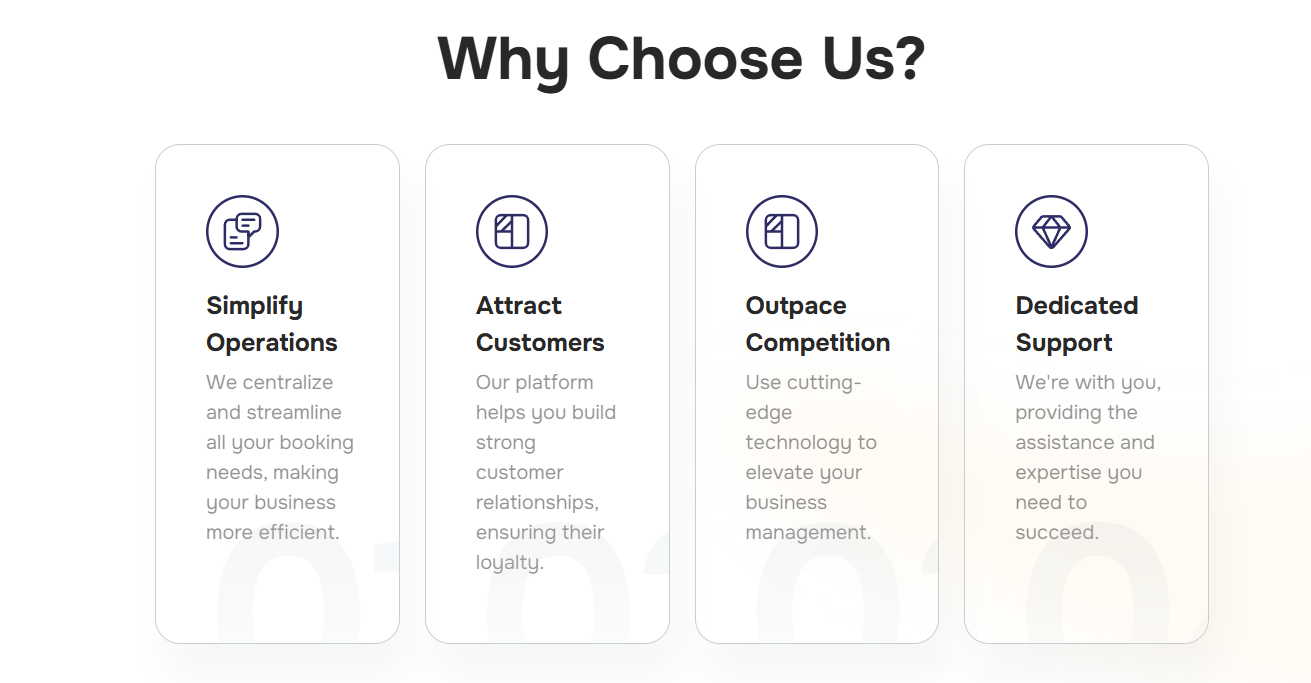 Why Choose Us?
Simplify
Operations
We centralize
and streamline
all your booking
needs, making
your business
more efficient.
01
Attract
Customers
Our platform
helps you build
strong
customer
relationships,
ensuring their
loyalty.
Outpace
Competition
Use cutting-
edge
technology to
elevate your
business
management.
Dedicated
Support
We're with you,
providing the
assistance and
expertise you
need to
succeed.